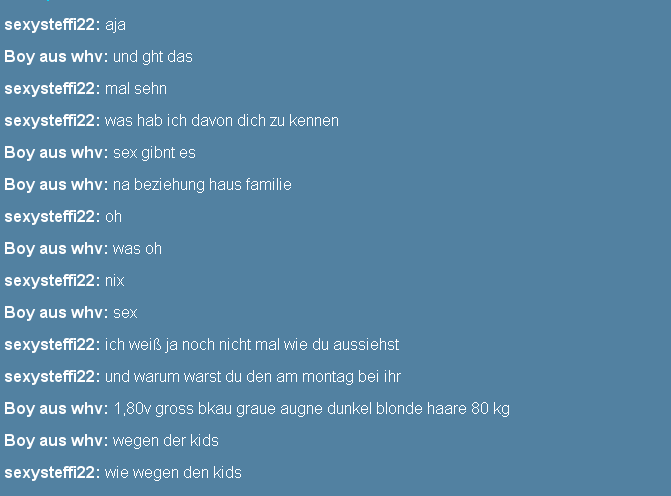 sexysteffi22: aja
Boy aus whv: und ght das
sexysteffi22: mal sehn
sexysteffi22: was hab ich davon dich zu kennen
Boy aus whv: sex gibnt es
Boy aus whv: na beziehung haus familie
sexysteffi22: oh
Boy aus whv: was oh
sexysteffi22: nix
Boy aus whv: sex
sexysteffi22: ich weiß ja noch nicht mal wie du aussiehst
sexysteffi22: und warum warst du den am montag bei ihr
Boy aus whv: 1,80v gross bkau graue augne dunkel blonde haare 80 kg
Boy aus whv: wegen der kids
sexysteffi22: wie wegen den kids